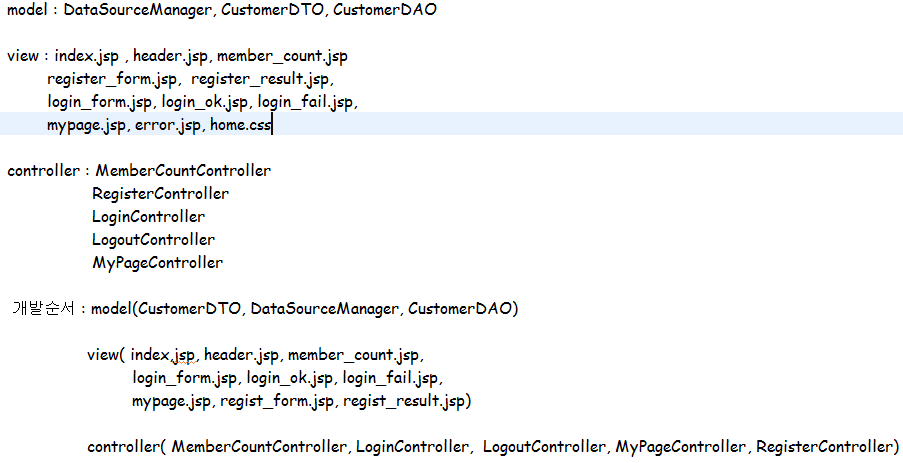 model : DataSourceManager, CustomerDTO, CustomerDAO
view : index.jsp , header.jsp, member_count.jsp
register_form.jsp, register_result.jsp,
login_form.jsp, login_ok.jsp, login_fail.jsp,
mypage.jsp, error.jsp, home.css
controller : MemberCountController
RegisterController
LoginController
LogoutController
MyPageController
개발순서 : model(CustomerDTO, DataSourceManager, CustomerDAO)
view( index.jsp, header.jsp, member_count.jsp,
login_form.jsp, login_ok.jsp, login_fail.jsp,
mypage.jsp, regist_form.jsp, regist_result.jsp)
controller( MemberCountController, LoginController, LogoutController, MyPageController, RegisterController)